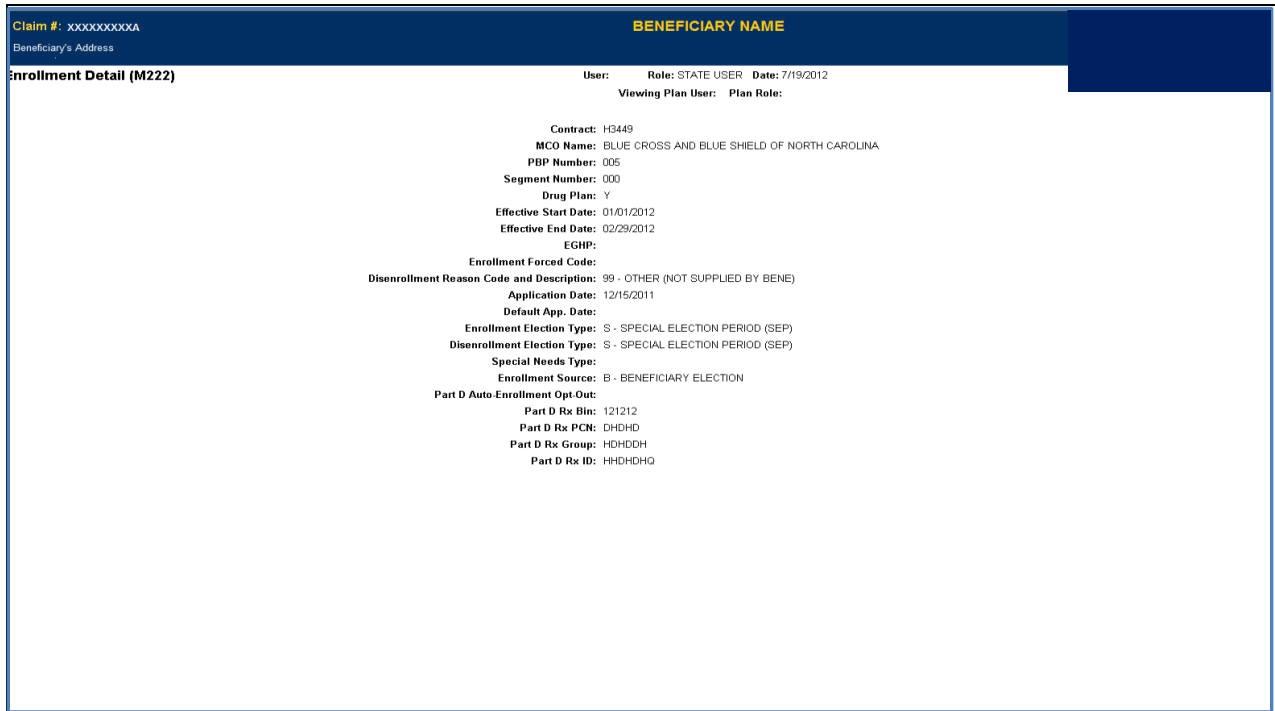 Claim #: XXXXXXXXXA
BENEFICIARY NAME
Beneficiary's Address
Enrollment Detail (M222)
User: Role: STATE USER Date: 7/19/2012
Viewing Plan User: Plan Role:
Contract: H3449
MCO Name: BLUE CROSS AND BLUE SHIELD OF NORTH CAROLINA
PBP Number: 005
Segment Number: 000
Drug Plan: Y
Effective Start Date: 01/01/2012
Effective End Date: 02/29/2012
EGHP:
Enrollment Forced Code:
Disenrollment Reason Code and Description: 99 - OTHER (NOT SUPPLIED BY BENE)
Application Date: 12/15/2011
Default App. Date:
Enrollment Election Type: S - SPECIAL ELECTION PERIOD (SEP)
Disenrollment Election Type: S - SPECIAL ELECTION PERIOD (SEP)
Special Needs Type:
Enrollment Source: B - BENEFICIARY ELECTION
Part D Auto-Enrollment Opt-Out:
Part D Rx Bin: 121212
Part D Rx PCN: DHDHD
Part D Rx Group: HDHDDH
Part D Rx ID: HHDHDHQ